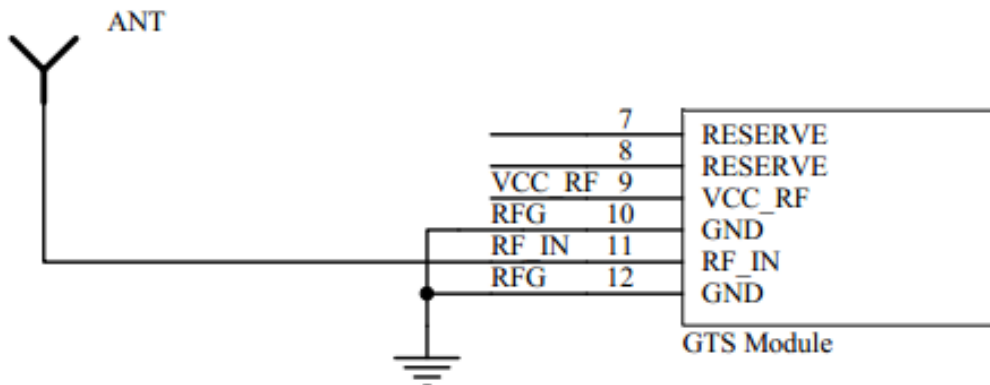 ANT
7 RESERVE
8 RESERVE
VCC_RF 9 VCC_RF
RFG 10 GND
RF_IN 11 RF_IN
RFG 12 GND
GTS Module